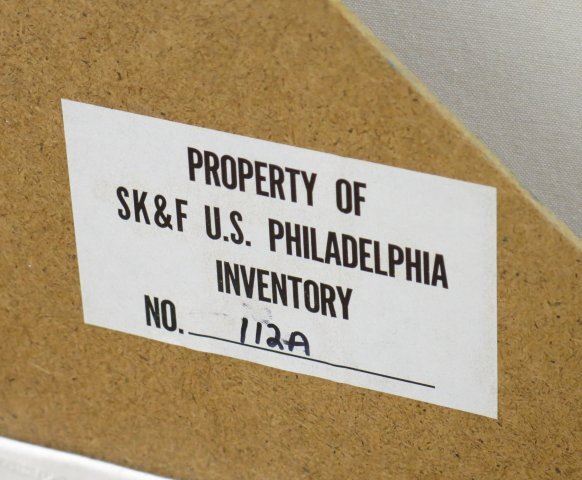 PROPERTY OF
SK&F U.S. PHILADELPHIA
INVENTORY
NO. 112A